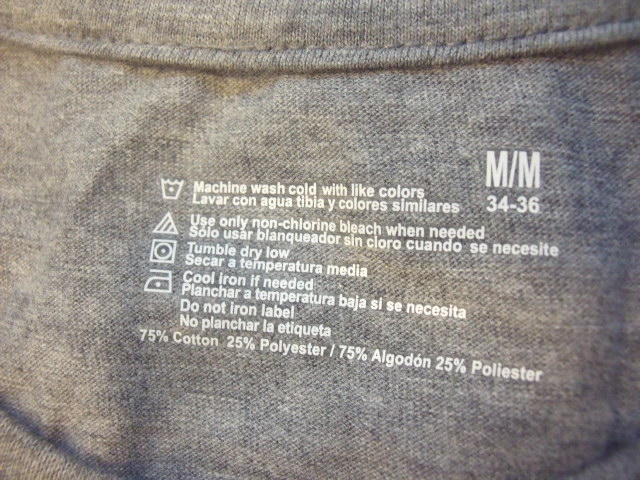 M/M
34-36
Machine wash cold with like colors
Lavar con agua tibia y colores similares
Use only non-chlorine bleach when needed
Solo usar blanqueador sin cloro cuando se necesite
Tumble dry low
Secar a temperatura media
Cool iron if needed
Planchar a temperatura baja si se necesita
Do not iron label
No planchar la etiqueta
75% Cotton 25% Polyester / 75% Algodón 25% Poliester